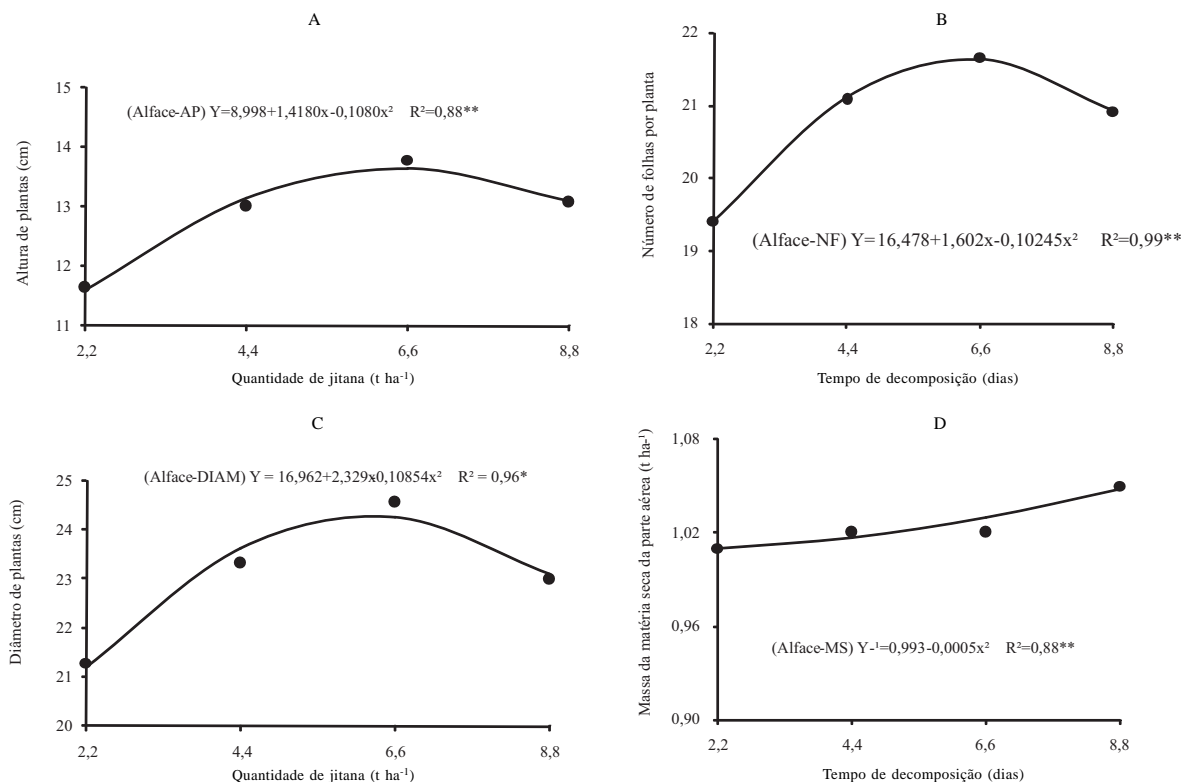 A
15
14
13
12
11
(Alface-AP) Y=8,998+1,4180x-0,1080x² R²=0,88**
Altura de plantas (cm)
2,2 4,4 6,6 8,8
Quantidade de jitana (t ha⁻¹)
B
22
21
20
19
18
(Alface-NF) Y=16,478+1,602x-0,10245x² R²=0,99**
Número de folhas por planta
2,2 4,4 6,6 8,8
Tempo de decomposição (dias)
C
25
24
23
22
21
20
(Alface-DIAM) Y = 16,962+2,329x-0,10854x² R² = 0,96*
Diâmetro de plantas (cm)
2,2 4,4 6,6 8,8
Quantidade de jitana (t ha⁻¹)
D
1,08
1,02
0,96
0,90
(Alface-MS) Y-¹=0,993-0,0005x² R²=0,88**
Massa da matéria seca da parte aérea (t ha-¹)
2,2 4,4 6,6 8,8
Tempo de decomposição (dias)